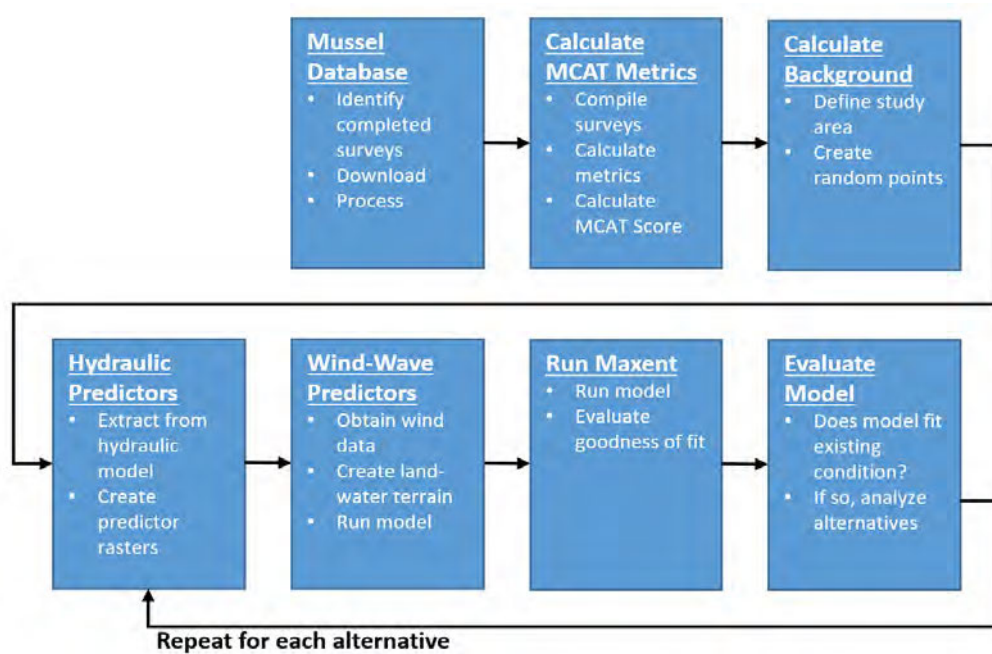 Mussel
Database
• Identify
completed
surveys
• Download
• Process
Calculate
MCAT Metrics
• Compile
surveys
• Calculate
metrics
• Calculate
MCAT Score
Calculate
Background
• Define study
area
• Create
random points
Hydraulic
Predictors
• Extract from
hydraulic
model
• Create
predictor
rasters
Wind-Wave
Predictors
• Obtain wind
data
• Create land-
water terrain
• Run model
Run Maxent
• Run model
• Evaluate
goodness of fit
Evaluate
Model
• Does model fit
existing
condition?
• If so, analyze
alternatives
Repeat for each alternative